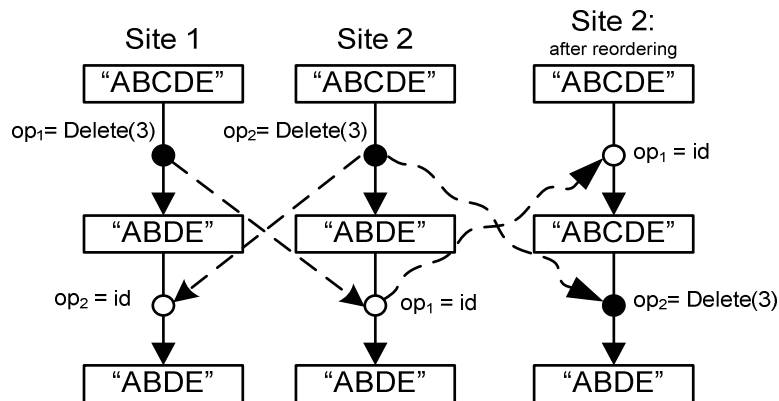 Site 1
Site 2
Site 2:
after reordering
“ABCDE”
“ABCDE”
“ABCDE”
op₁= Delete(3)
op₂= Delete(3)
op₁ = id
“ABDE”
“ABDE”
“ABCDE”
op₂ = id
op₁ = id
op₂= Delete(3)
“ABDE”
“ABDE”
“ABDE”